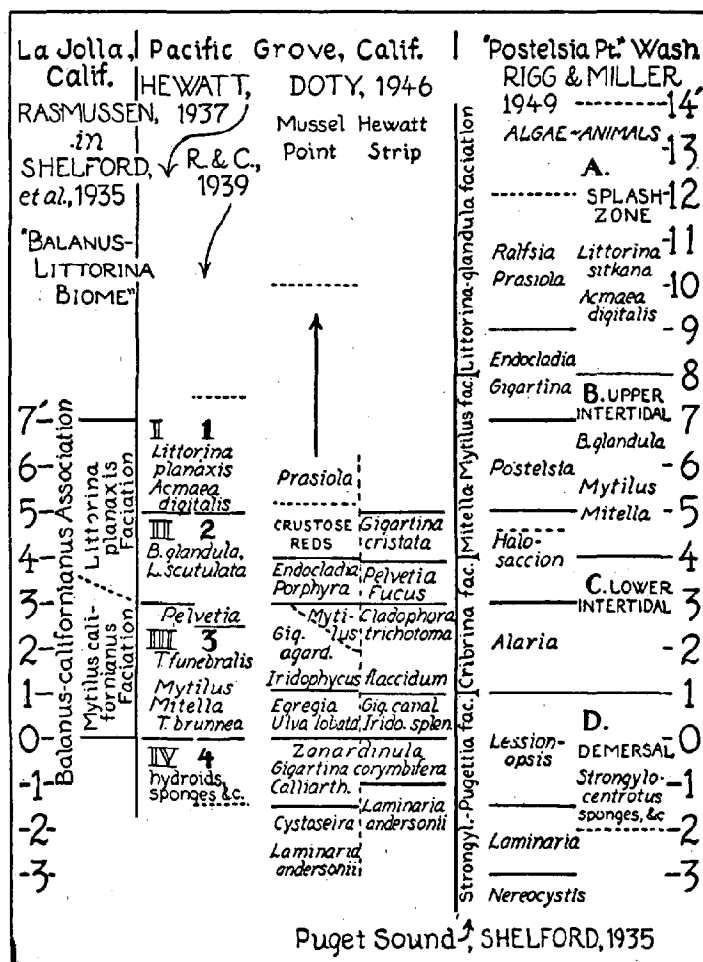 La Jolla, Calif.
RASMUSSEN,
in
SHELFORD,
et al., 1935
"BALANUS-
LITTORINA
BIOME"
7'
6
5
4
3
2
1
0
-1
-2
-3
Balanus-californianus Association
Littorina planaxis Faciation
Mytilus cali-
fornianus
Faciation
Pacific Grove, Calif.
HEWATT,
1937
R. & C.,
1939
I 1
Littorina
planaxis
Acmaea
digitalis
II 2
B. glandula,
L. scutulata
Pelvetia
III 3
T. funebralis
Mytilus
Mitella
T. brunnea
IV 4
hydroids,
sponges &c.
DOTY, 1946
Mussel Point
Hewatt Strip
Prasiola
CRUSTOSE
REDS
Endocladia
Porphyra
Mytilus
Gig.
agard.
Iridophycus flaccidum
Egregia
Ulva lobata
Gigartina
cristata
Pelvetia
Fucus
Cladophora
trichotoma
Gig. canal.
Irido. splen.
Zonardinula
Gigartina corymbifera
Calliarth.
Cystoseira
Laminaria
andersonii
Laminaria
andersonii
Strongyl.-Pugettia fac.
Cribrina fac.
Mitella-Mytilus fac.
Littorina-glandula faciation
"Postelsia Pt." Wash
RIGG & MILLER
1949
ALGAE-ANIMALS
A.
SPLASH
ZONE
Ralfsia
Prasiola
Littorina
sitkana
Acmaea
digitalis
Endocladia
Gigartina
B. UPPER
INTERTIDAL
B. glandula
Postelsia
Mytilus
Mitella
Halo-
saccion
C. LOWER
INTERTIDAL
Alaria
D.
DEMERSAL
Lession-
opsis
Strongylo-
centrotus
sponges, &c
Laminaria
Nereocystis
14'
13
12
11
10
9
8
7
6
5
4
3
2
1
0
-1
-2
-3
Puget Sound, SHELFORD, 1935